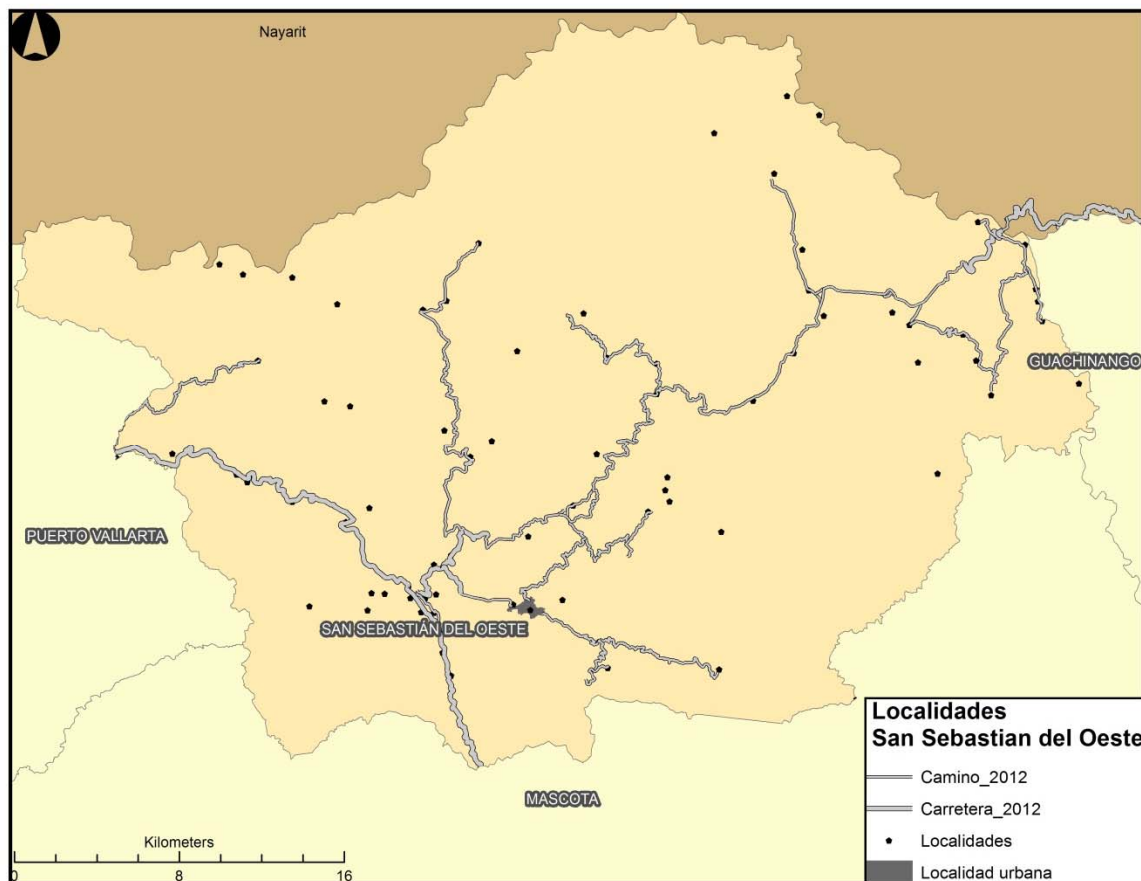 Nayarit
GUACHINANGO
PUERTO VALLARTA
SAN SEBASTIÁN DEL OESTE
MASCOTA
Kilometers
0 8 16
Localidades
San Sebastian del Oeste
Camino_2012
Carretera_2012
Localidades
Localidad urbana